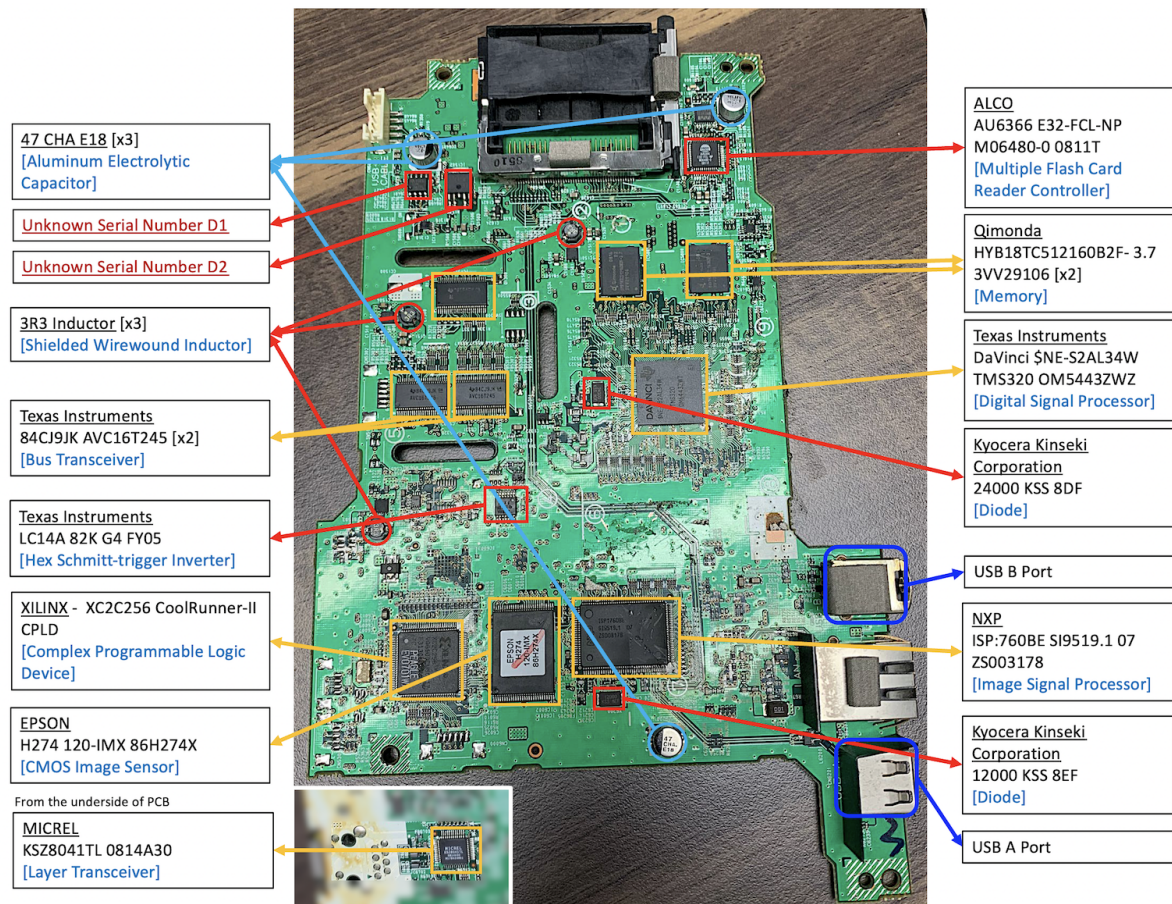 47 CHA E18 [x3]
[Aluminum Electrolytic
Capacitor]
Unknown Serial Number D1
Unknown Serial Number D2
3R3 Inductor [x3]
[Shielded Wirewound Inductor]
Texas Instruments
84CJ9JK AVC16T245 [x2]
[Bus Transceiver]
Texas Instruments
LC14A 82K G4 FY05
[Hex Schmitt-trigger Inverter]
XILINX - XC2C256 CoolRunner-II
CPLD
[Complex Programmable Logic
Device]
EPSON
H274 120-IMX 86H274X
[CMOS Image Sensor]
From the underside of PCB
MICREL
KSZ8041TL 0814A30
[Layer Transceiver]
ALCO
AU6366 E32-FCL-NP
M06480-0 0811T
[Multiple Flash Card
Reader Controller]
Qimonda
HYB18TC512160B2F- 3.7
3VV29106 [x2]
[Memory]
Texas Instruments
DaVinci $NE-S2AL34W
TMS320 OM5443ZWZ
[Digital Signal Processor]
Kyocera Kinseki
Corporation
24000 KSS 8DF
[Diode]
USB B Port
NXP
ISP:760BE SI9519.1 07
ZS003178
[Image Signal Processor]
Kyocera Kinseki
Corporation
12000 KSS 8EF
[Diode]
USB A Port
USB
CABLE
DAVINCI
EPSON
H274
120-IMX
86H274X
47
CHA
E18
MICREL